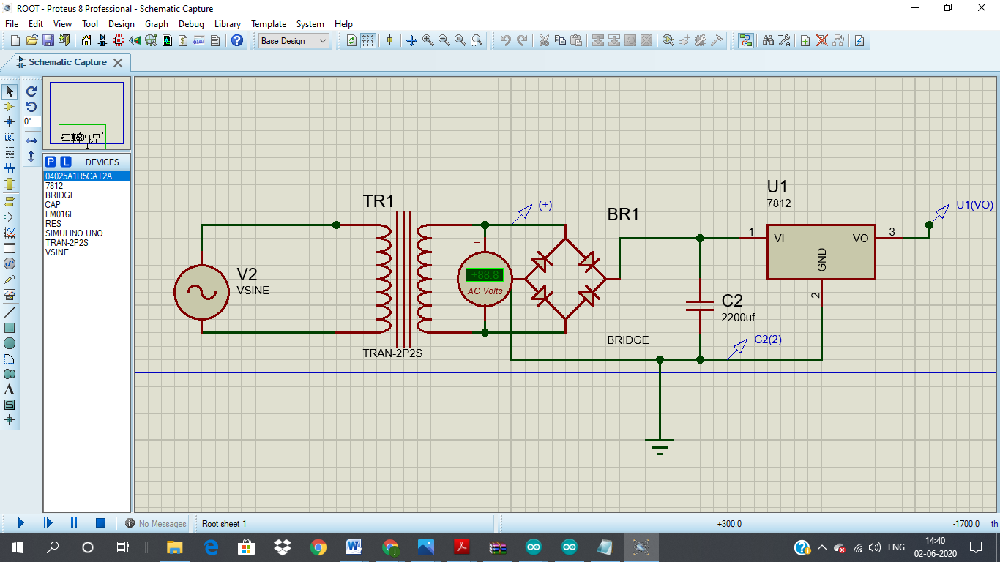 ROOT - Proteus 8 Professional - Schematic Capture
File Edit View Tool Design Graph Debug Library Template System Help
Base Design
Schematic Capture
0°
LBL
P L DEVICES
04025A1R5CAT2A
7812
BRIDGE
CAP
LM016L
RES
SIMULINO UNO
TRAN-2P2S
VSINE
A
S
V2
VSINE
TR1
TRAN-2P2S
+
+88.8
AC Volts
−
(+)
BR1
BRIDGE
C2
2200uf
C2(2)
U1
7812
1 VI VO 3
GND
2
U1(VO)
No Messages Root sheet 1 +300.0 -1700.0 th
ENG
14:40
02-06-2020